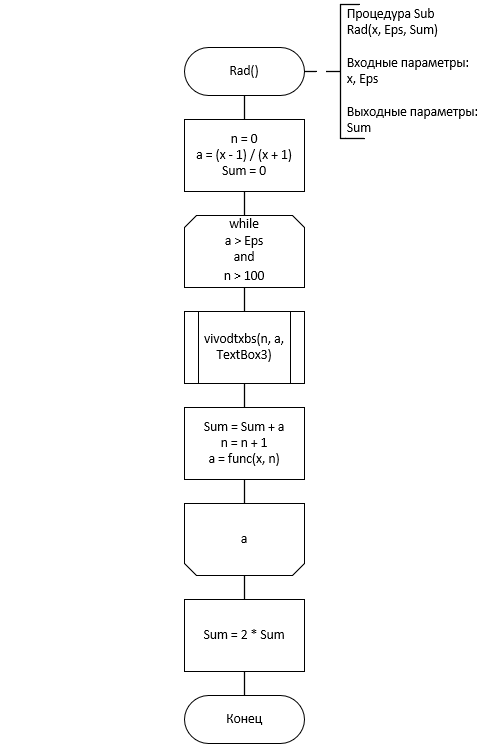 Процедура Sub
Rad(x, Eps, Sum)
Входные параметры:
x, Eps
Выходные параметры:
Sum
Rad()
n = 0
a = (x - 1) / (x + 1)
Sum = 0
while
a > Eps
and
n > 100
vivodtxbs(n, a,
TextBox3)
Sum = Sum + a
n = n + 1
a = func(x, n)
a
Sum = 2 * Sum
Конец